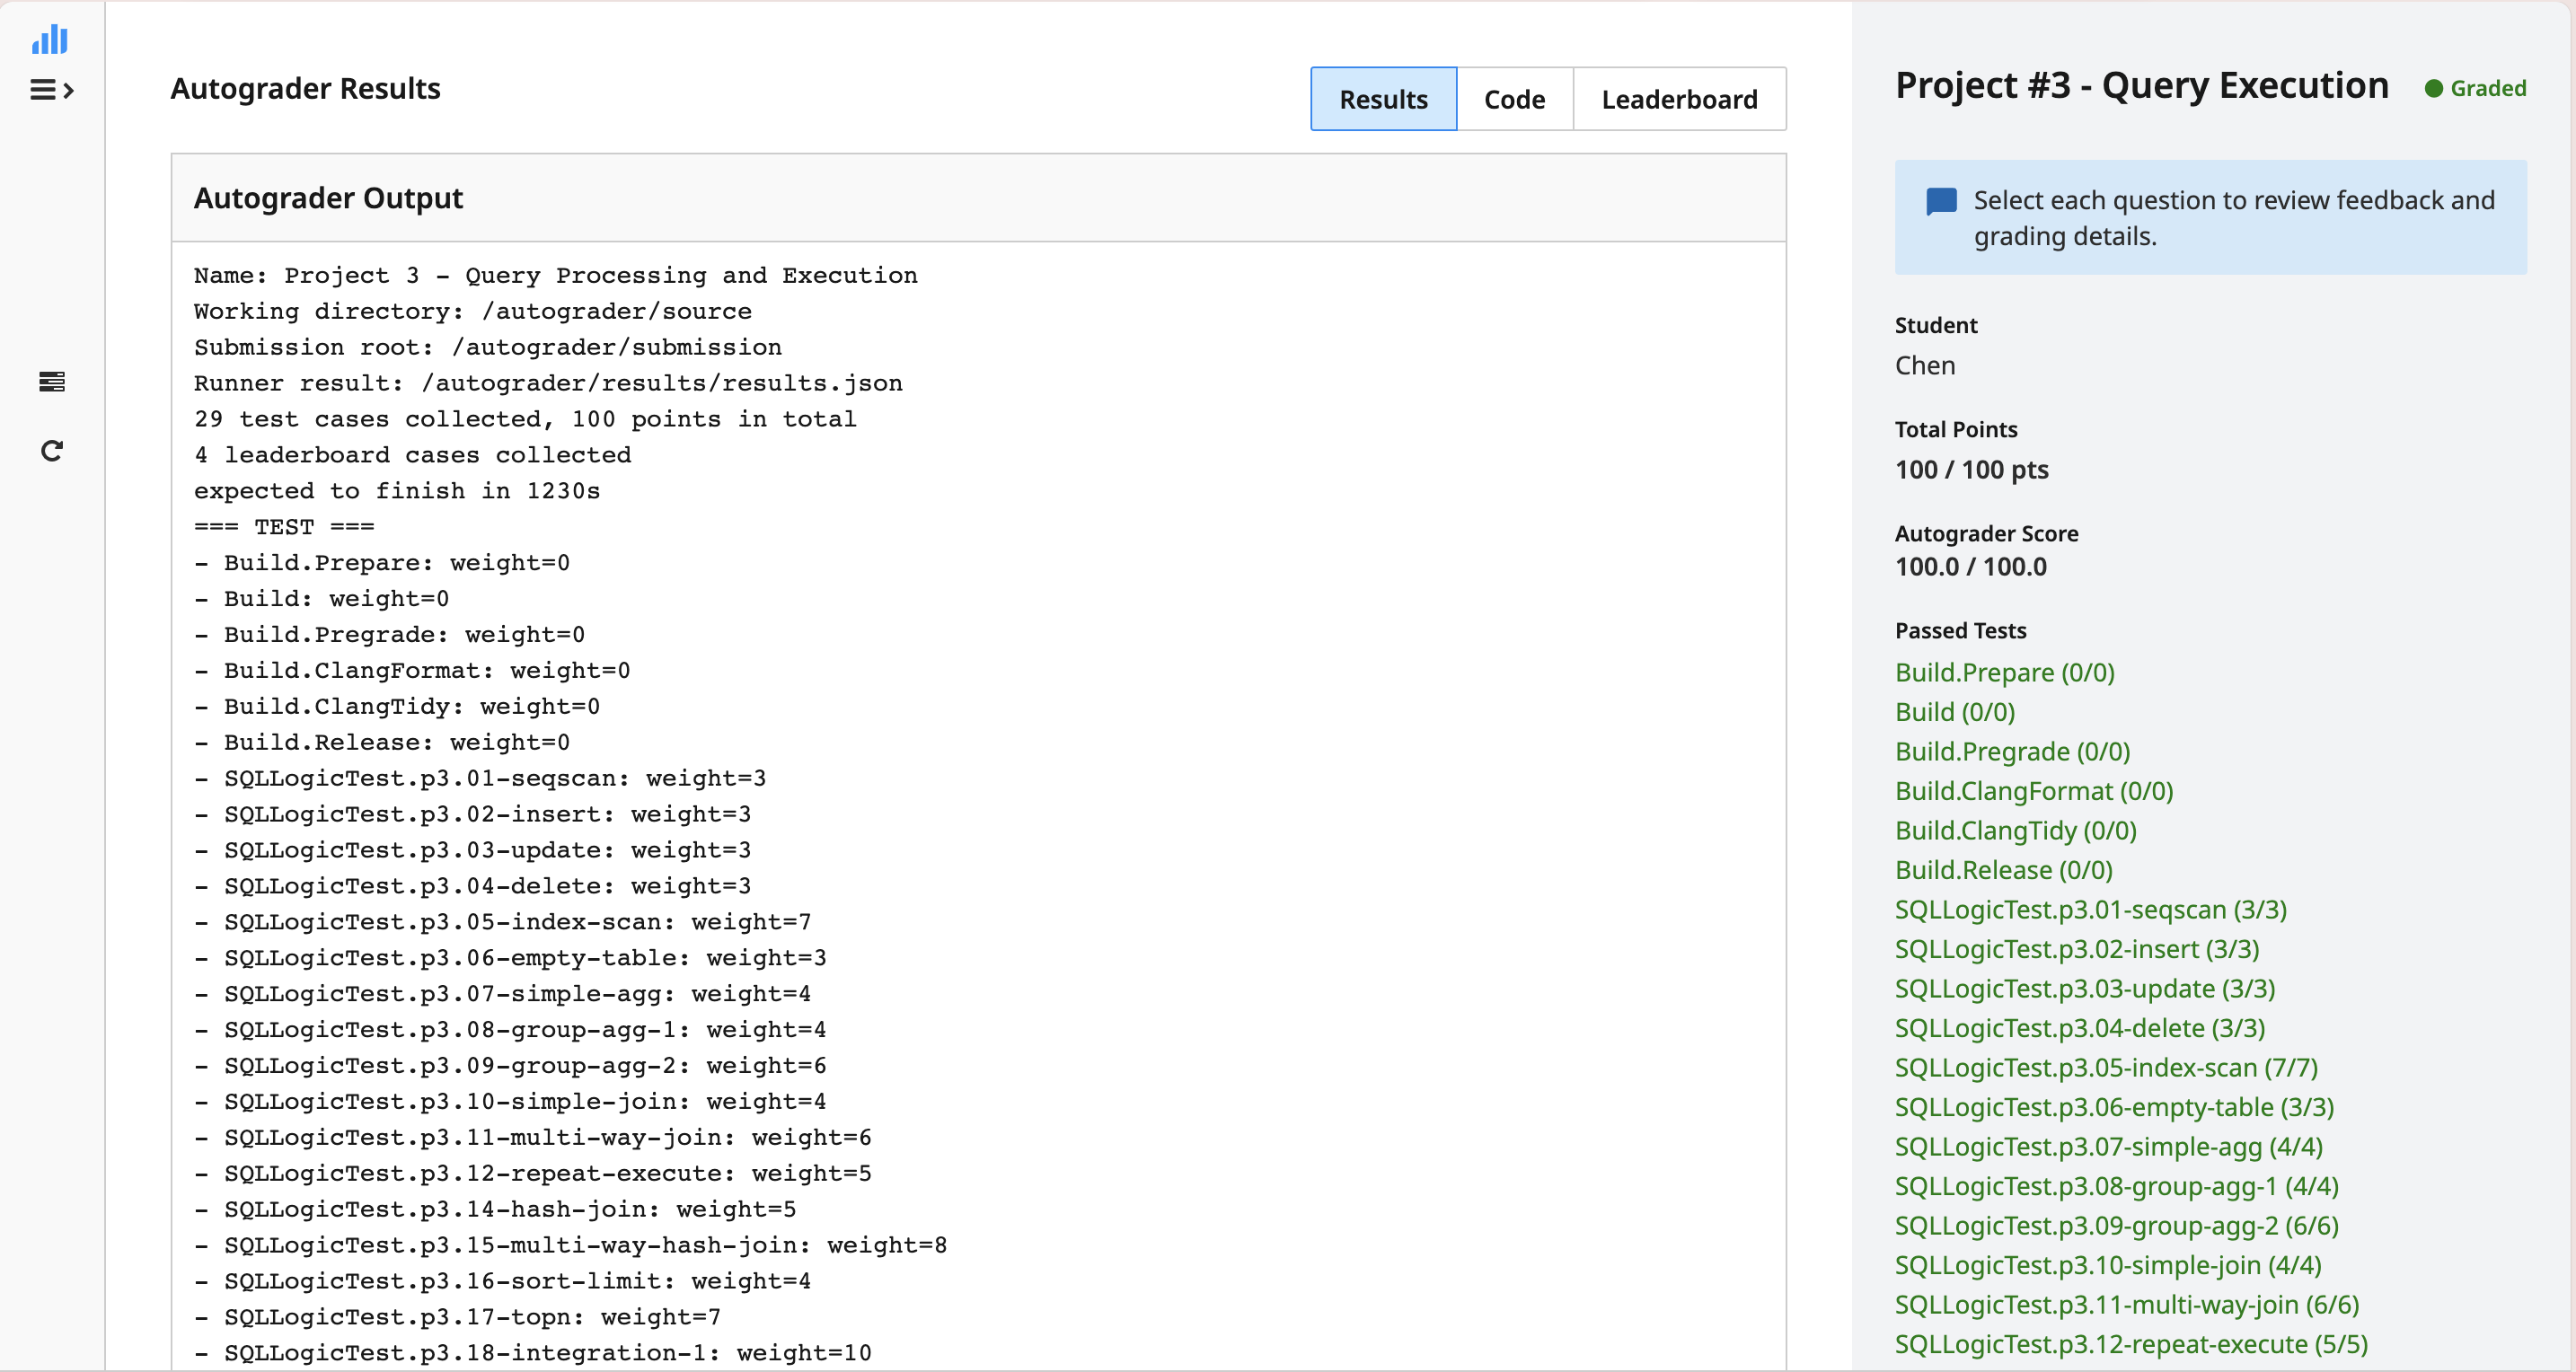 Autograder Results
Results
Code
Leaderboard
Autograder Output
Name: Project 3 - Query Processing and Execution
Working directory: /autograder/source
Submission root: /autograder/submission
Runner result: /autograder/results/results.json
29 test cases collected, 100 points in total
4 leaderboard cases collected
expected to finish in 1230s
=== TEST ===
- Build.Prepare: weight=0
- Build: weight=0
- Build.Pregrade: weight=0
- Build.ClangFormat: weight=0
- Build.ClangTidy: weight=0
- Build.Release: weight=0
- SQLLogicTest.p3.01-seqscan: weight=3
- SQLLogicTest.p3.02-insert: weight=3
- SQLLogicTest.p3.03-update: weight=3
- SQLLogicTest.p3.04-delete: weight=3
- SQLLogicTest.p3.05-index-scan: weight=7
- SQLLogicTest.p3.06-empty-table: weight=3
- SQLLogicTest.p3.07-simple-agg: weight=4
- SQLLogicTest.p3.08-group-agg-1: weight=4
- SQLLogicTest.p3.09-group-agg-2: weight=6
- SQLLogicTest.p3.10-simple-join: weight=4
- SQLLogicTest.p3.11-multi-way-join: weight=6
- SQLLogicTest.p3.12-repeat-execute: weight=5
- SQLLogicTest.p3.14-hash-join: weight=5
- SQLLogicTest.p3.15-multi-way-hash-join: weight=8
- SQLLogicTest.p3.16-sort-limit: weight=4
- SQLLogicTest.p3.17-topn: weight=7
- SQLLogicTest.p3.18-integration-1: weight=10
Project #3 - Query Execution
Graded
Select each question to review feedback and
grading details.
Student
Chen
Total Points
100 / 100 pts
Autograder Score
100.0 / 100.0
Passed Tests
Build.Prepare (0/0)
Build (0/0)
Build.Pregrade (0/0)
Build.ClangFormat (0/0)
Build.ClangTidy (0/0)
Build.Release (0/0)
SQLLogicTest.p3.01-seqscan (3/3)
SQLLogicTest.p3.02-insert (3/3)
SQLLogicTest.p3.03-update (3/3)
SQLLogicTest.p3.04-delete (3/3)
SQLLogicTest.p3.05-index-scan (7/7)
SQLLogicTest.p3.06-empty-table (3/3)
SQLLogicTest.p3.07-simple-agg (4/4)
SQLLogicTest.p3.08-group-agg-1 (4/4)
SQLLogicTest.p3.09-group-agg-2 (6/6)
SQLLogicTest.p3.10-simple-join (4/4)
SQLLogicTest.p3.11-multi-way-join (6/6)
SQLLogicTest.p3.12-repeat-execute (5/5)